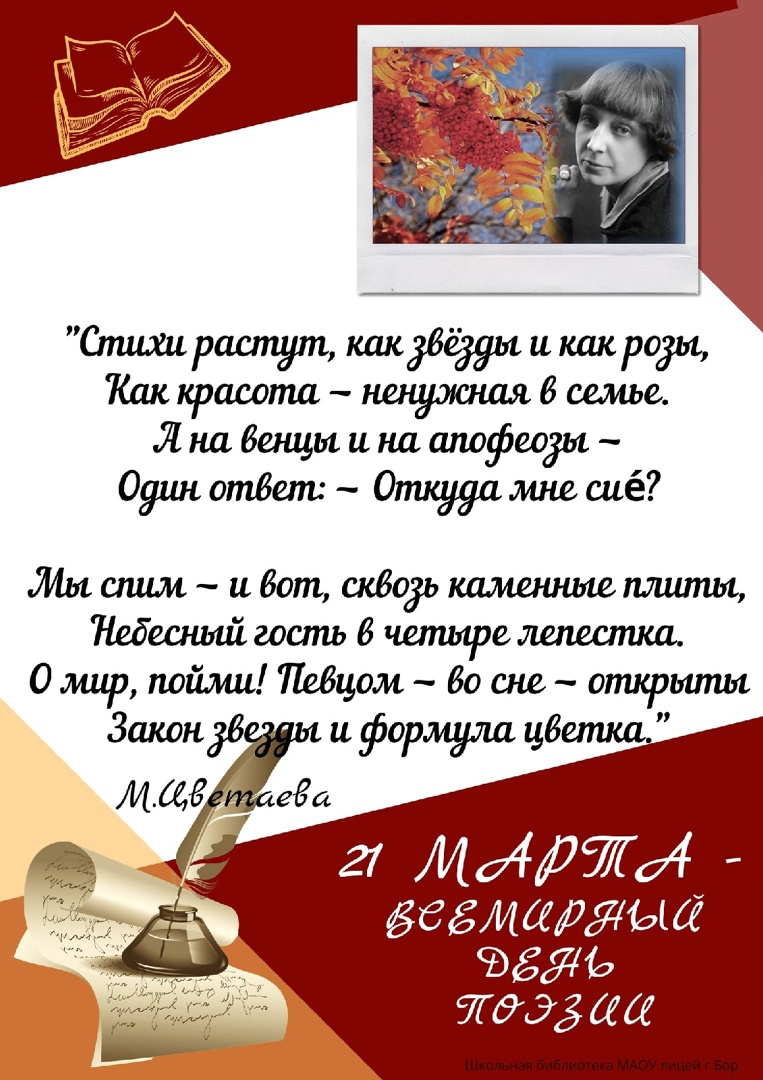 "Стихи растут, как звёзды и как розы,
Как красота – ненужная в семье.
А на венцы и на апофеозы –
Один ответ: – Откуда мне сие́?
Мы спим – и вот, сквозь каменные плиты,
Небесный гость в четыре лепестка.
О мир, пойми! Певцом – во сне – открыты
Закон звезды и формула цветка."
М.Цветаева
21 МАРТА -
ВСЕМИРНЫЙ
ДЕНЬ
ПОЭЗИИ
Школьная библиотека МАОУ лицей г.Бор